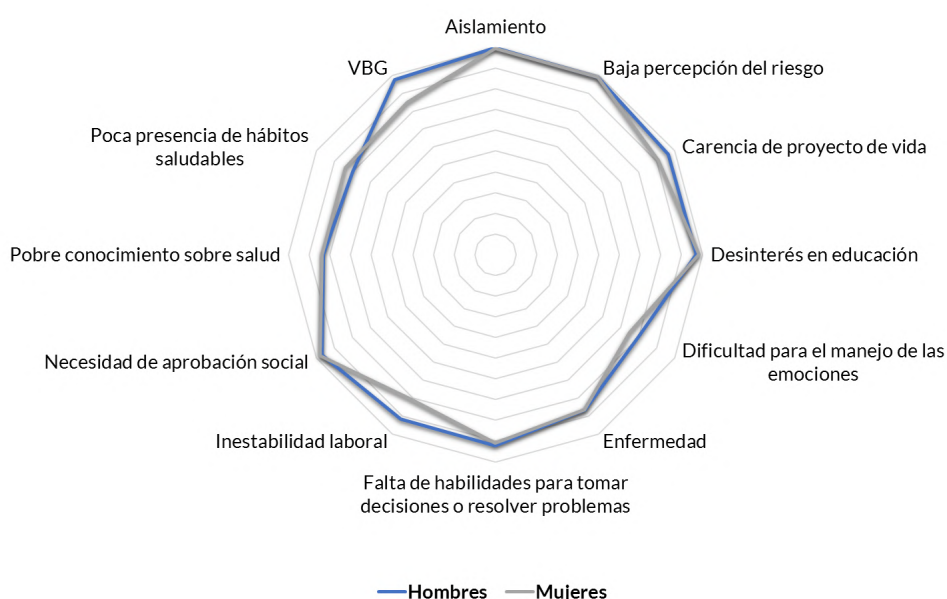 Aislamiento
VBG
Baja percepción del riesgo
Poca presencia de hábitos
saludables
Carencia de proyecto de vida
Pobre conocimiento sobre salud
Desinterés en educación
Necesidad de aprobación social
Dificultad para el manejo de las
emociones
Inestabilidad laboral
Enfermedad
Falta de habilidades para tomar
decisiones o resolver problemas
Hombres
Mujeres